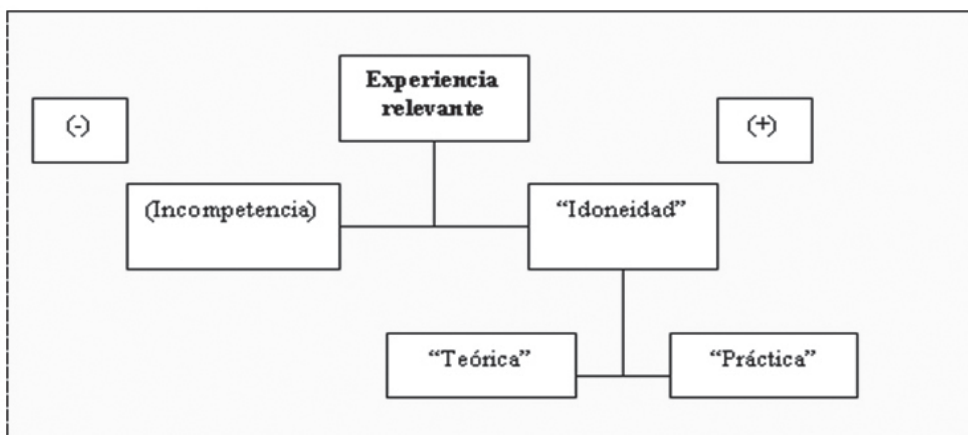 Experiencia
relevante
(-)
(+)
(Incompetencia)
“Idoneidad”
“Teórica”
“Práctica”